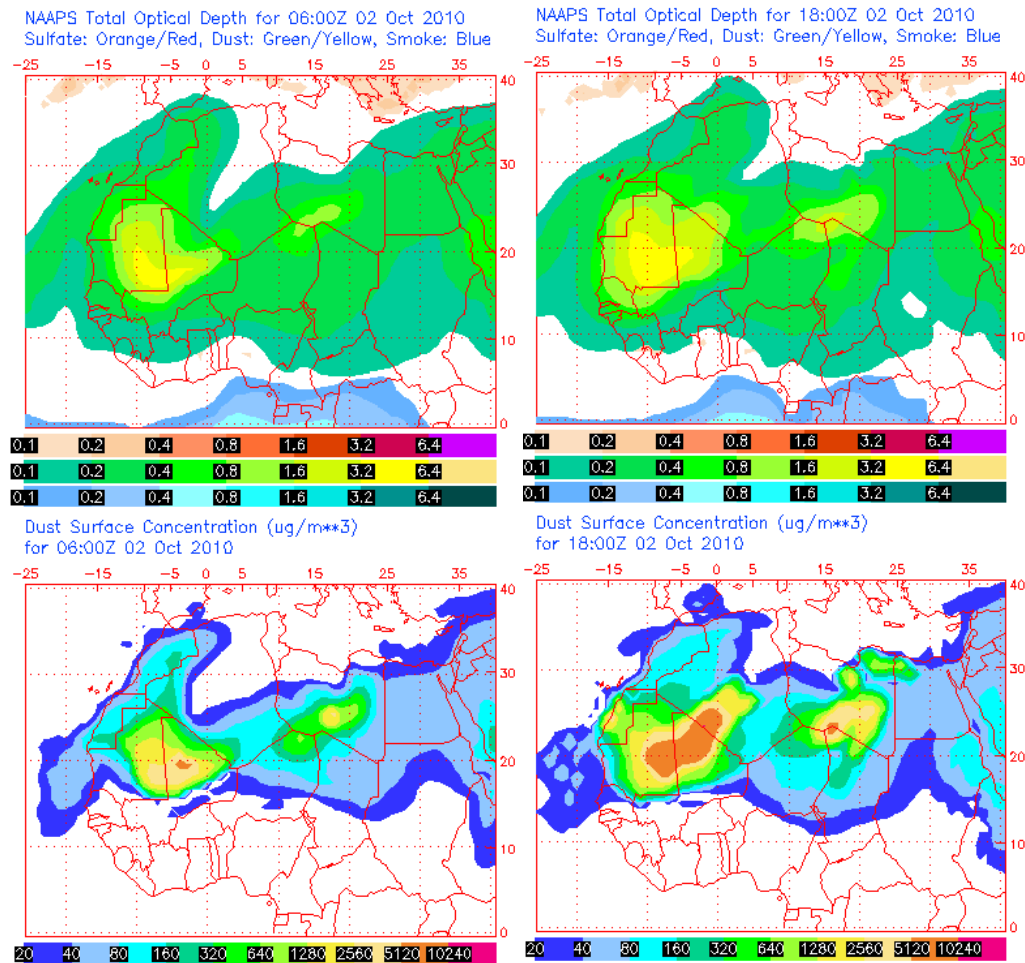 NAAPS Total Optical Depth for 06:00Z 02 Oct 2010
Sulfate: Orange/Red, Dust: Green/Yellow, Smoke: Blue
-25 -15 -5 0 5 15 25 35
40
30
20
10
0
0.1 0.2 0.4 0.8 1.6 3.2 6.4
0.1 0.2 0.4 0.8 1.6 3.2 6.4
0.1 0.2 0.4 0.8 1.6 3.2 6.4
NAAPS Total Optical Depth for 18:00Z 02 Oct 2010
Sulfate: Orange/Red, Dust: Green/Yellow, Smoke: Blue
-25 -15 -5 0 5 15 25 35
40
30
20
10
0
0.1 0.2 0.4 0.8 1.6 3.2 6.4
0.1 0.2 0.4 0.8 1.6 3.2 6.4
0.1 0.2 0.4 0.8 1.6 3.2 6.4
Dust Surface Concentration (ug/m**3)
for 06:00Z 02 Oct 2010
-25 -15 -5 0 5 15 25 35
40
30
20
10
0
20 40 80 160 320 640 1280 2560 5120 10240
Dust Surface Concentration (ug/m**3)
for 18:00Z 02 Oct 2010
-25 -15 -5 0 5 15 25 35
40
30
20
10
0
20 40 80 160 320 640 1280 2560 5120 10240